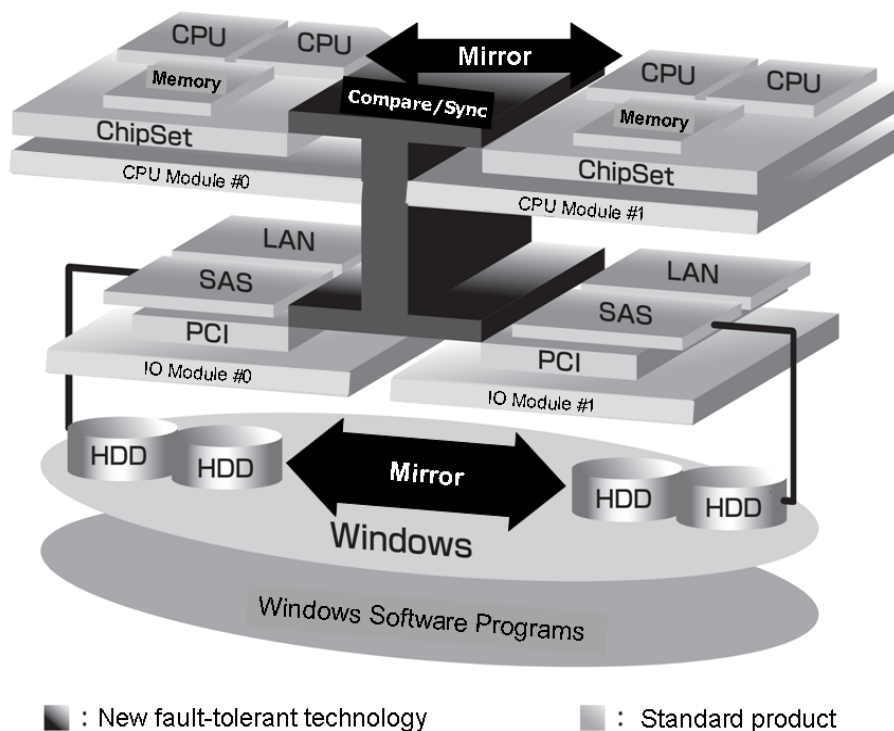 CPU CPU Mirror CPU CPU
Memory Compare/Sync Memory
ChipSet ChipSet
CPU Module #0 CPU Module #1
LAN LAN
SAS SAS
PCI PCI
IO Module #0 IO Module #1
HDD HDD Mirror HDD HDD
Windows
Windows Software Programs
: New fault-tolerant technology : Standard product